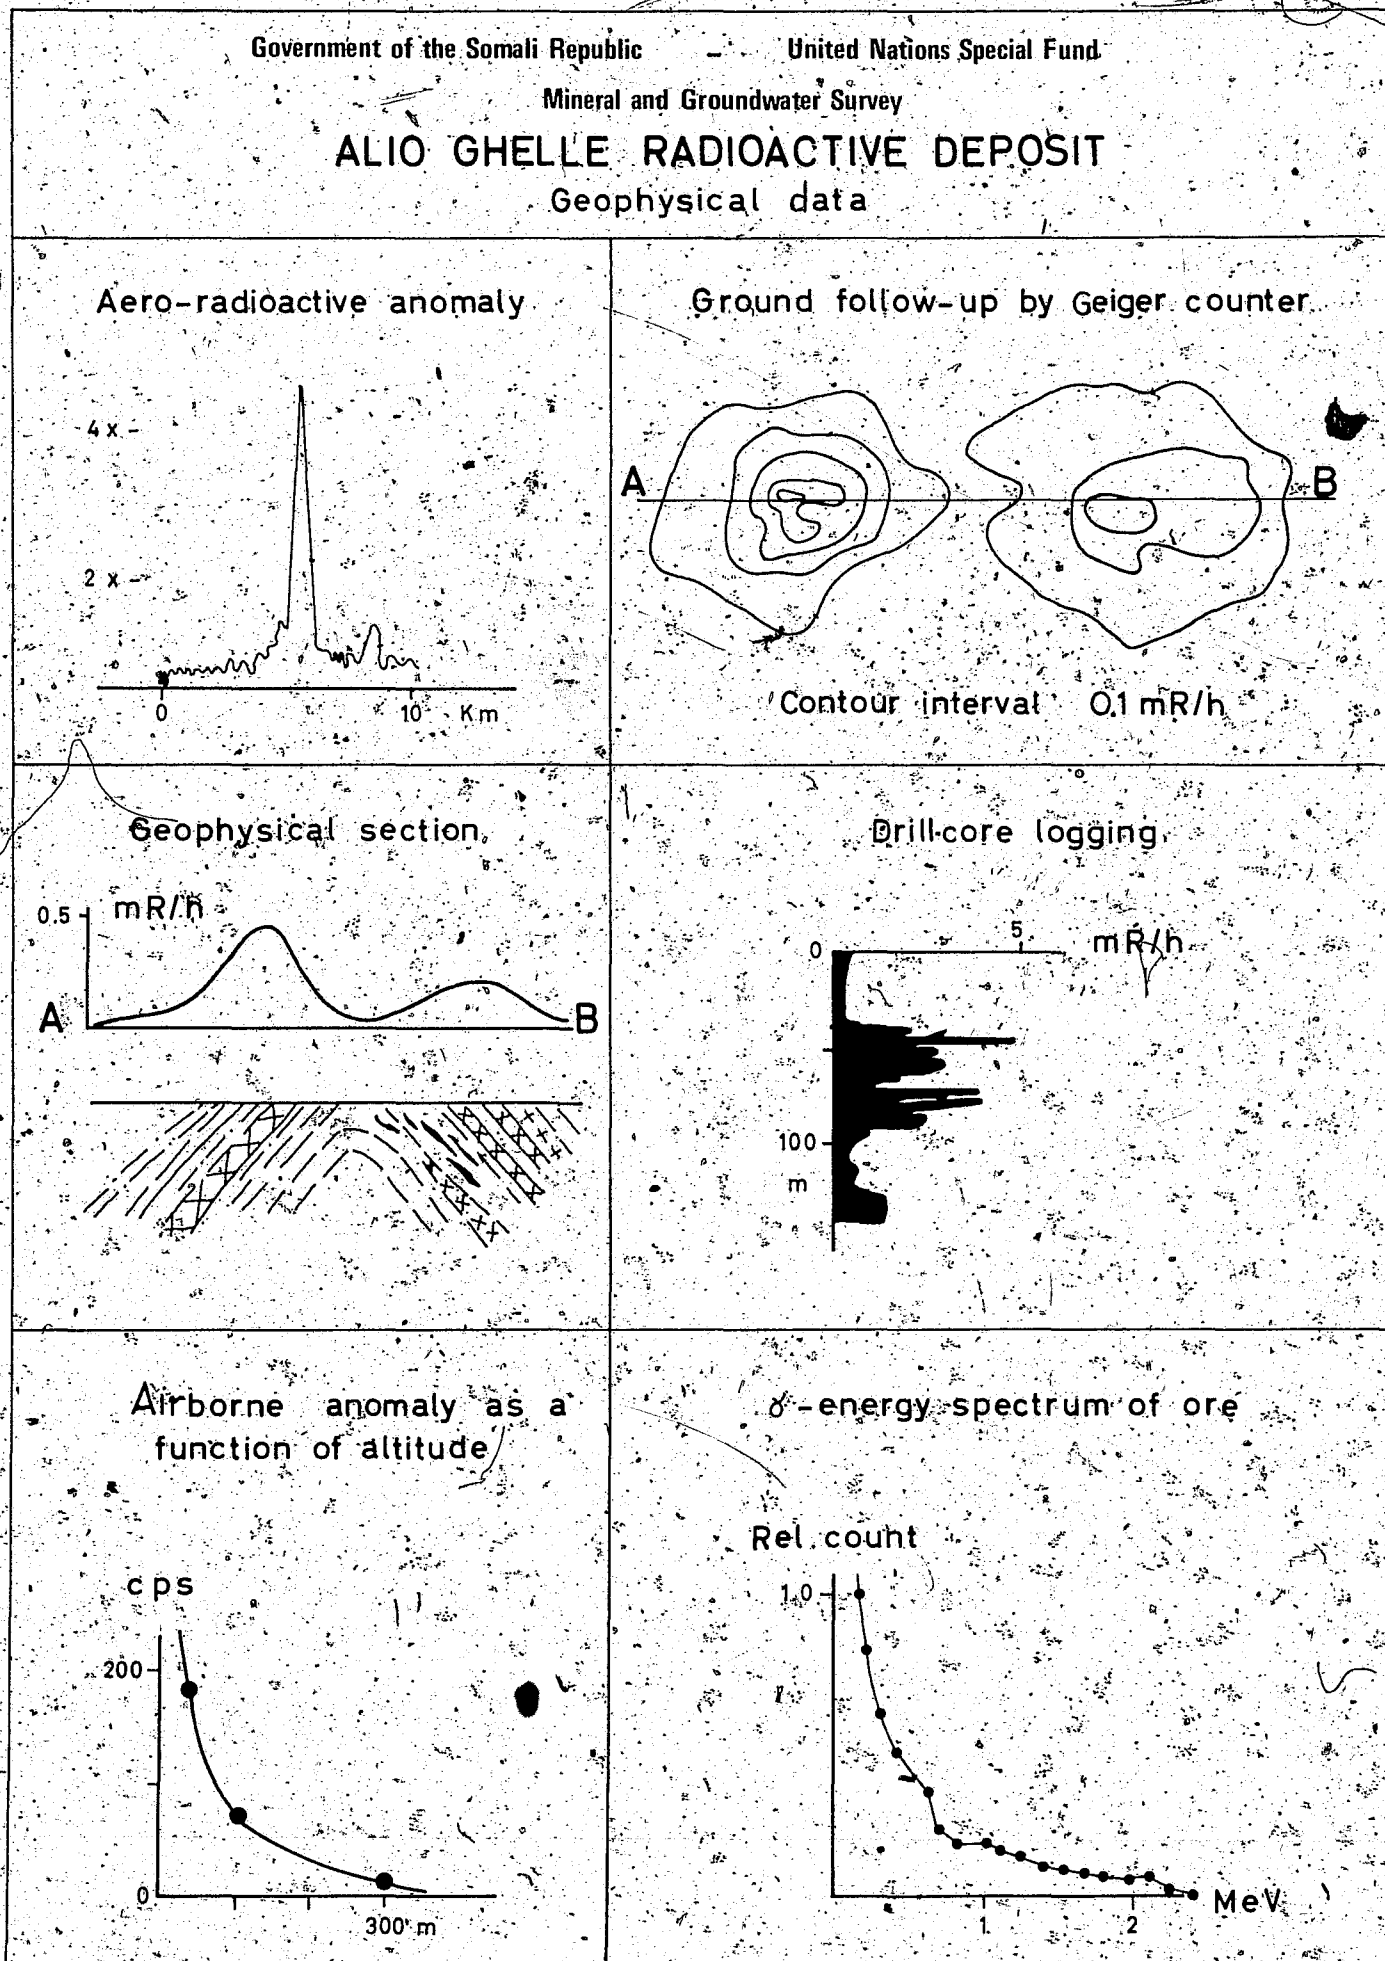 Government of the Somali Republic - United Nations Special Fund
Mineral and Groundwater Survey
ALIO GHELLE RADIOACTIVE DEPOSIT
Geophysical data
Aero-radioactive anomaly
4 x
2 x
0 10 Km
Ground follow-up by Geiger counter
A B
Contour interval 0.1 mR/h
Geophysical section
0.5 mR/h
A B
Drill-core logging
0 5 mR/h
100
m
Airborne anomaly as a
function of altitude
cps
200
0
300 m
γ-energy spectrum of ore
Rel. count
1.0
1 2 MeV